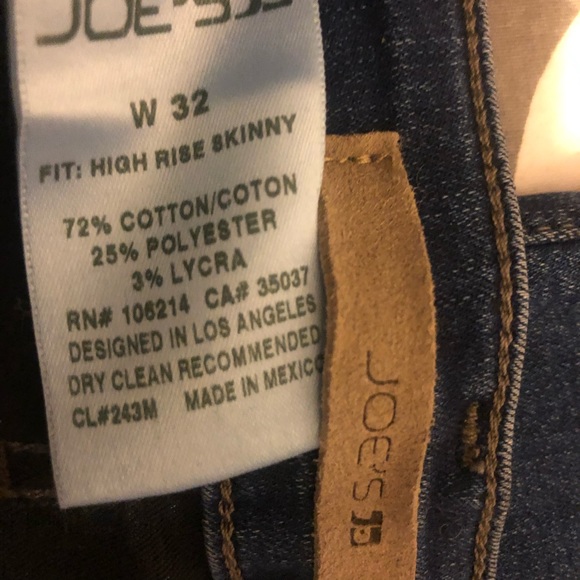 JOE'S
W 32
FIT: HIGH RISE SKINNY
72% COTTON/COTON
25% POLYESTER
3% LYCRA
RN# 106214 CA# 35037
DESIGNED IN LOS ANGELES
DRY CLEAN RECOMMENDED
CL#243M MADE IN MEXICO
JOE'S